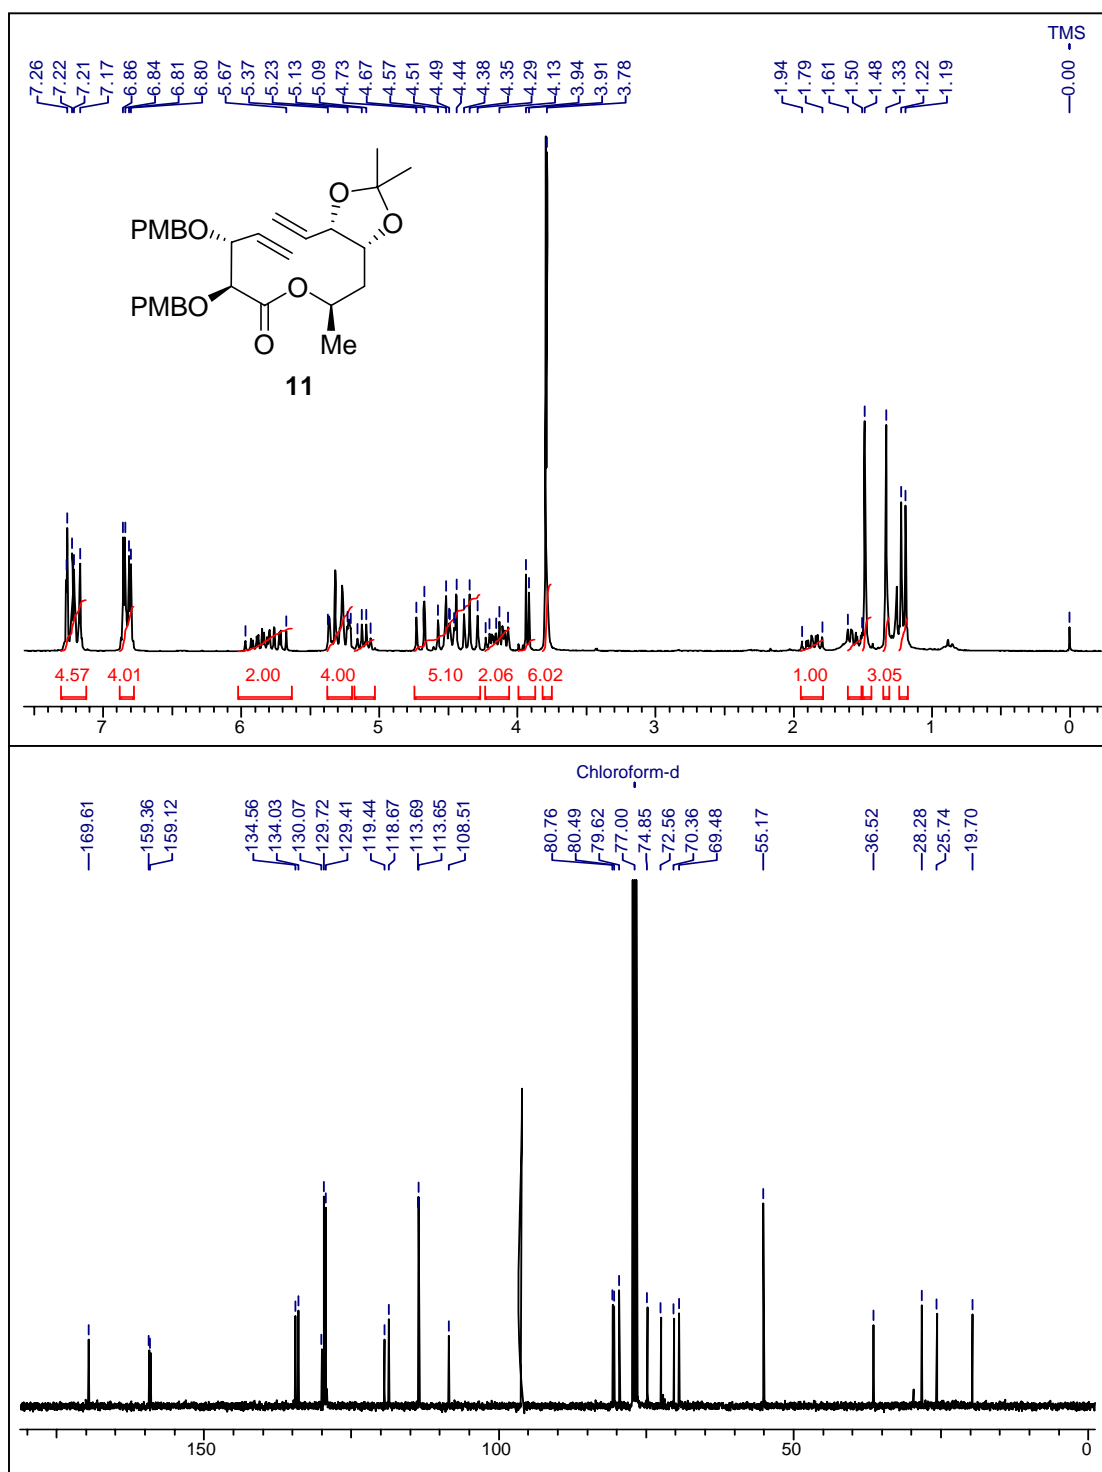 TMS
7.26 7.22 7.21 7.17 6.86 6.84 6.81 6.80 5.67 5.37 5.23 5.13 5.09 4.73 4.67 4.57 4.51 4.49 4.44 4.38 4.35 4.29 4.13 3.94 3.91 3.78 1.94 1.79 1.61 1.50 1.48 1.33 1.22 1.19 0.00
O
O
PMBO
PMBO
O
O
Me
11
4.57 4.01 2.00 4.00 5.10 2.06 6.02 1.00 3.05
7 6 5 4 3 2 1 0
Chloroform-d
169.61 159.36 159.12 134.56 134.03 130.07 129.72 129.41 119.44 118.67 113.69 113.65 108.51 80.76 80.49 79.62 77.00 74.85 72.56 70.36 69.48 55.17 36.52 28.28 25.74 19.70
150 100 50 0